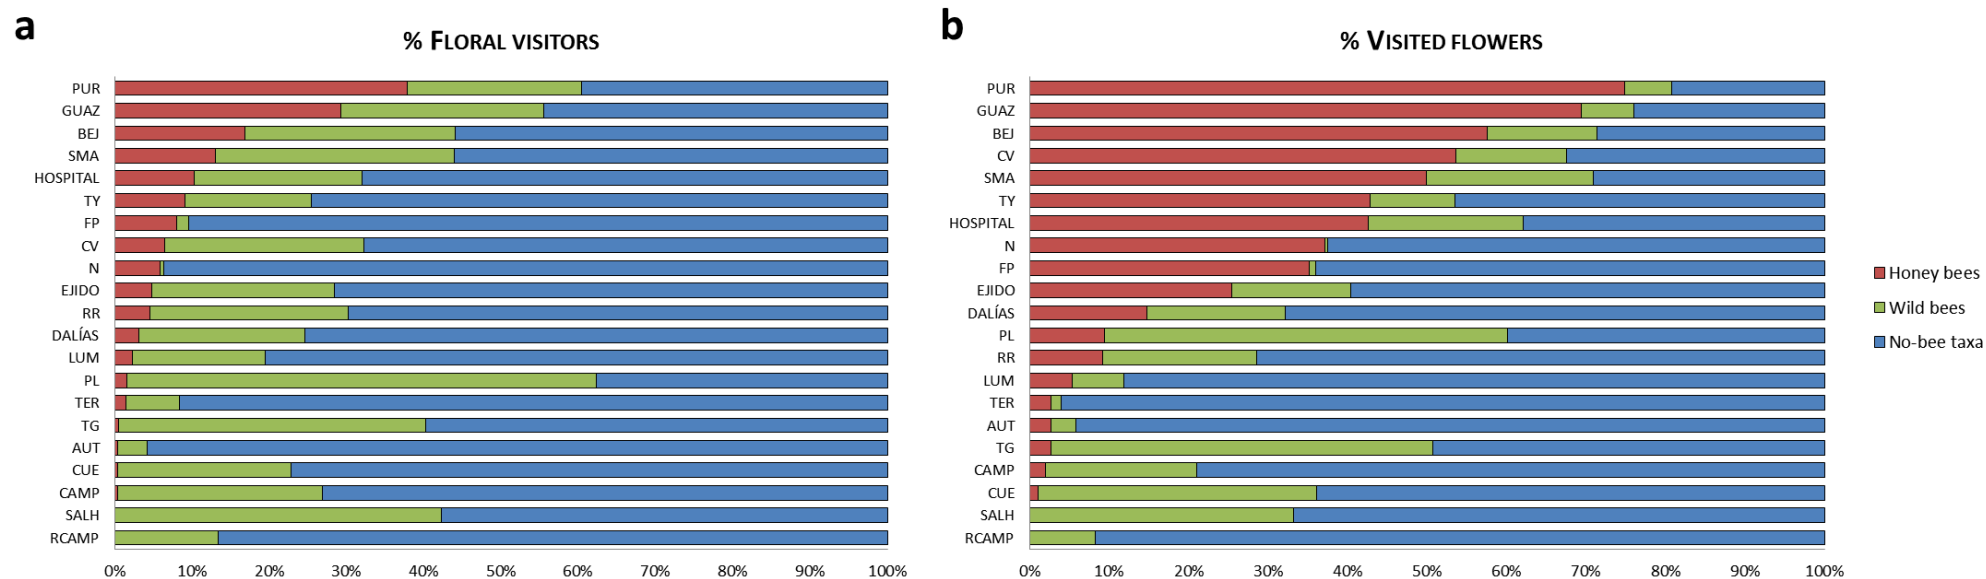 a
% FLORAL VISITORS
PUR
GUAZ
BEJ
SMA
HOSPITAL
TY
FP
CV
N
EJIDO
RR
DALÍAS
LUM
PL
TER
TG
AUT
CUE
CAMP
SALH
RCAMP
0% 10% 20% 30% 40% 50% 60% 70% 80% 90% 100%
b
% VISITED FLOWERS
PUR
GUAZ
BEJ
CV
SMA
TY
HOSPITAL
N
FP
EJIDO
DALÍAS
PL
RR
LUM
TER
AUT
TG
CAMP
CUE
SALH
RCAMP
0% 10% 20% 30% 40% 50% 60% 70% 80% 90% 100%
Honey bees
Wild bees
No-bee taxa